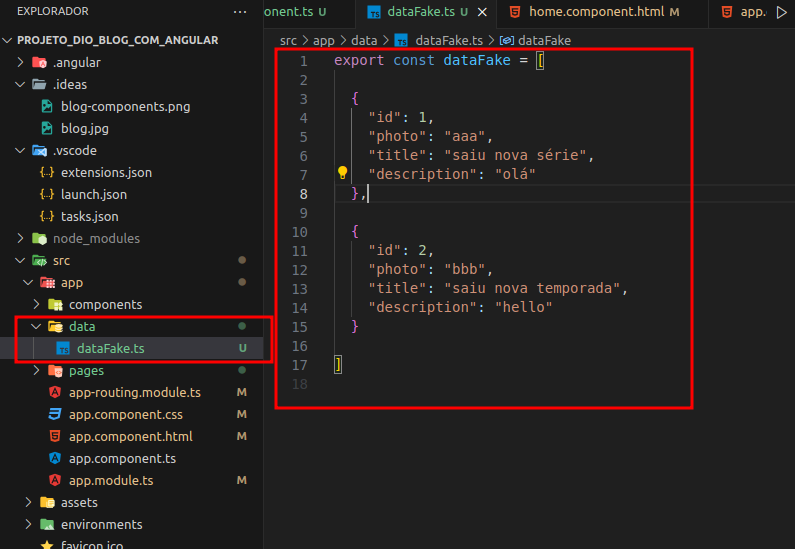 EXPLORADOR ...
PROJETO_DIO_BLOG_COM_ANGULAR
.angular
.ideas
blog-components.png
blog.jpg
.vscode
{} extensions.json
{} launch.json
{} tasks.json
node_modules
src
app
components
data
TS dataFake.ts U
pages
app-routing.module.ts M
app.component.css M
app.component.html M
app.component.ts
app.module.ts M
assets
environments
favicon.ico
onent.ts U
TS dataFake.ts U
home.component.html M
app.
src > app > data > TS dataFake.ts > dataFake
1 export const dataFake = [
2
3 {
4 "id": 1,
5 "photo": "aaa",
6 "title": "saiu nova série",
7 "description": "olá"
8 },
9
10 {
11 "id": 2,
12 "photo": "bbb",
13 "title": "saiu nova temporada",
14 "description": "hello"
15 }
16
17 ]
18